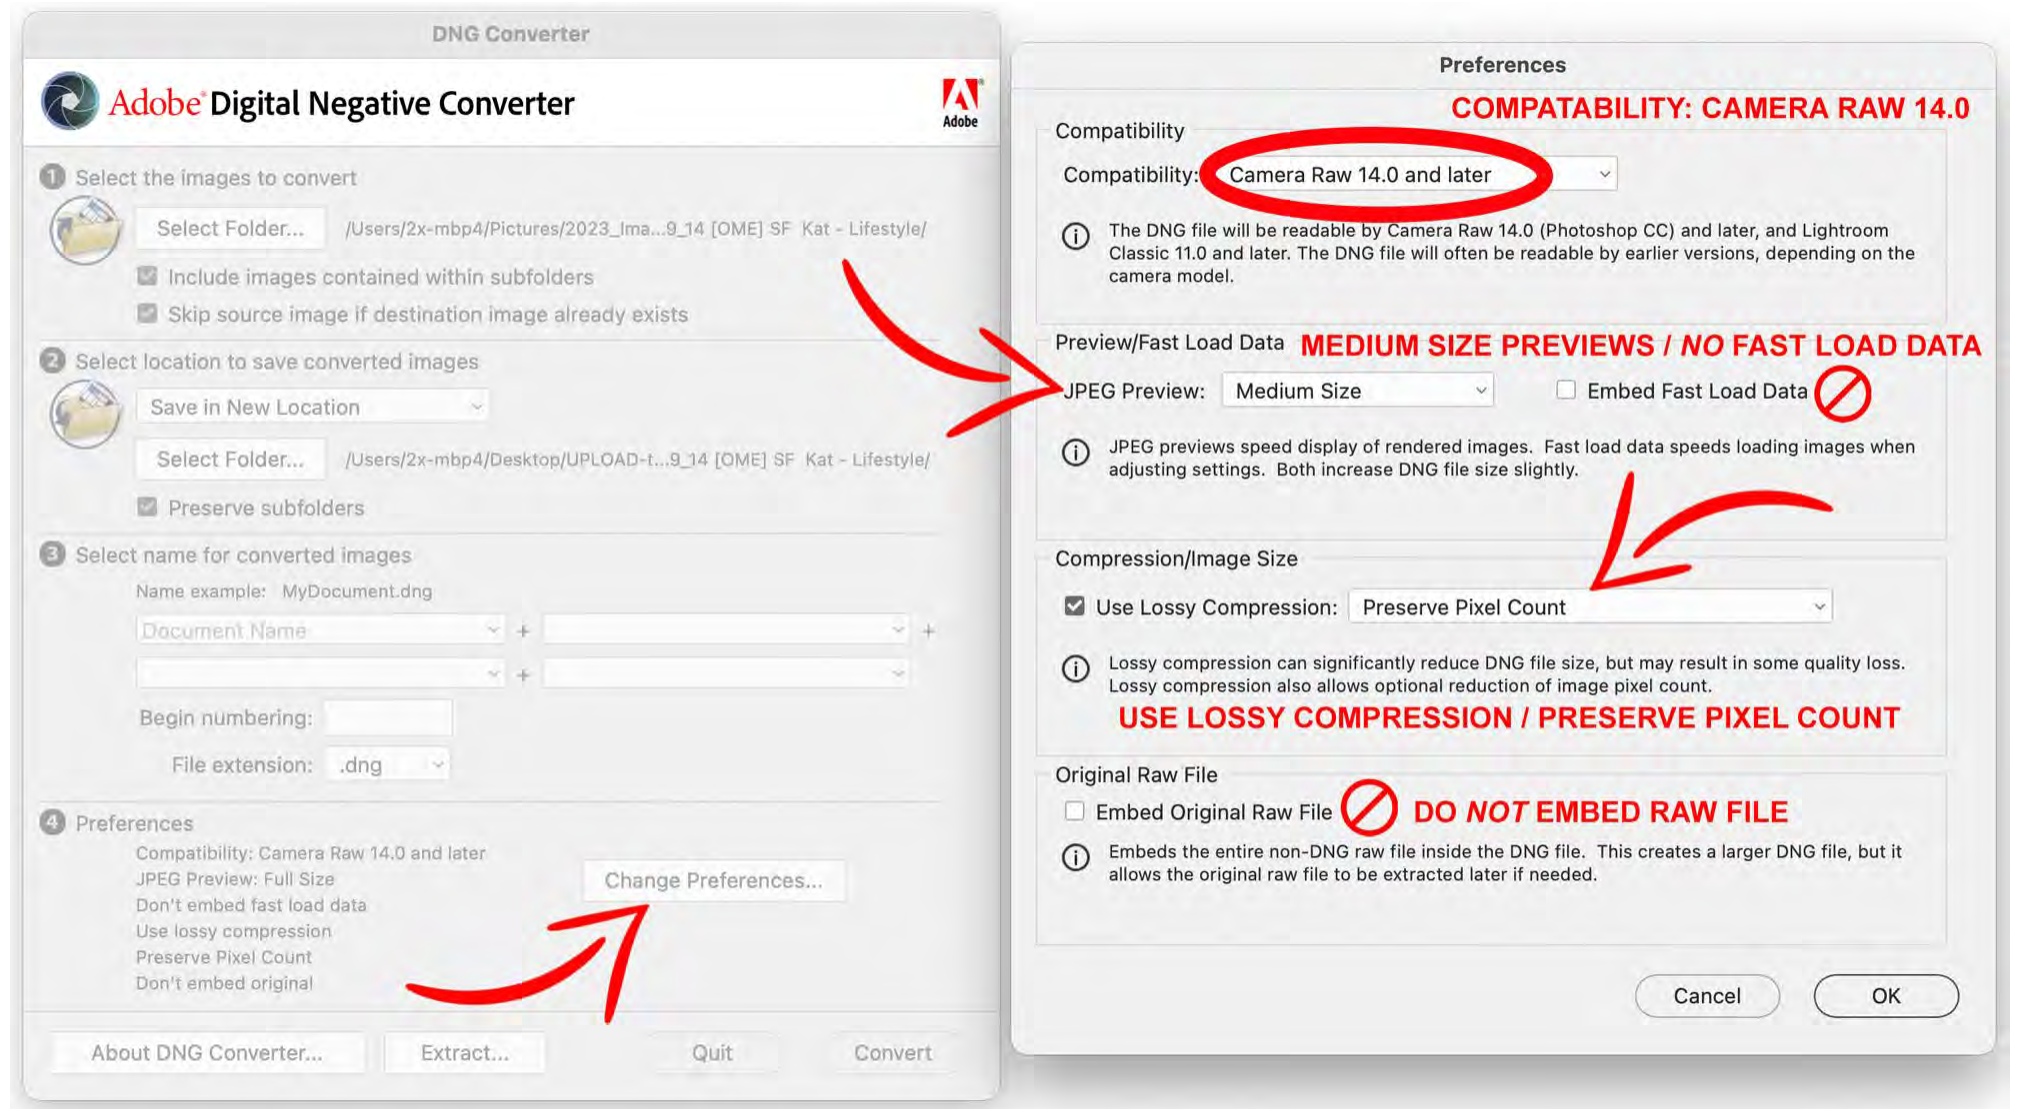 DNG Converter
Adobe® Digital Negative Converter
Adobe
1 Select the images to convert
Select Folder... /Users/2x-mbp4/Pictures/2023_Ima...9_14 [OME] SF Kat - Lifestyle/
Include images contained within subfolders
Skip source image if destination image already exists
2 Select location to save converted images
Save in New Location
Select Folder... /Users/2x-mbp4/Desktop/UPLOAD-t...9_14 [OME] SF Kat - Lifestyle/
Preserve subfolders
3 Select name for converted images
Name example: MyDocument.dng
Document Name + +
+
Begin numbering:
File extension: .dng
4 Preferences
Compatibility: Camera Raw 14.0 and later
JPEG Preview: Full Size
Don't embed fast load data
Use lossy compression
Preserve Pixel Count
Don't embed original
Change Preferences...
About DNG Converter... Extract... Quit Convert
Preferences
COMPATABILITY: CAMERA RAW 14.0
Compatibility
Compatibility: Camera Raw 14.0 and later
The DNG file will be readable by Camera Raw 14.0 (Photoshop CC) and later, and Lightroom
Classic 11.0 and later. The DNG file will often be readable by earlier versions, depending on the
camera model.
Preview/Fast Load Data MEDIUM SIZE PREVIEWS / NO FAST LOAD DATA
JPEG Preview: Medium Size Embed Fast Load Data
JPEG previews speed display of rendered images. Fast load data speeds loading images when
adjusting settings. Both increase DNG file size slightly.
Compression/Image Size
Use Lossy Compression: Preserve Pixel Count
Lossy compression can significantly reduce DNG file size, but may result in some quality loss.
Lossy compression also allows optional reduction of image pixel count.
USE LOSSY COMPRESSION / PRESERVE PIXEL COUNT
Original Raw File
Embed Original Raw File DO NOT EMBED RAW FILE
Embeds the entire non-DNG raw file inside the DNG file. This creates a larger DNG file, but it
allows the original raw file to be extracted later if needed.
Cancel OK